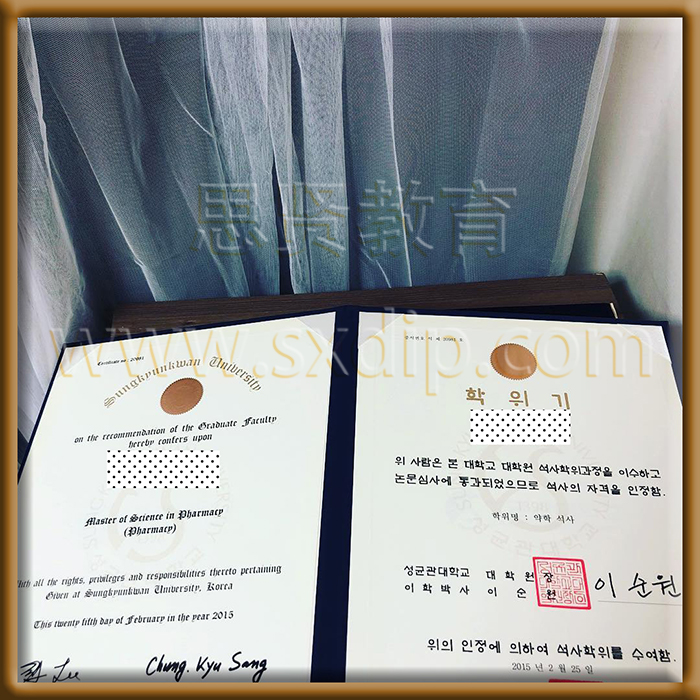 思贤教育
www.sxdip.com
Sungkyunkwan University
on the recommendation of the Graduate Faculty
hereby confers upon
Master of Science in Pharmacy
(Pharmacy)
with all the rights, privileges and responsibilities thereto pertaining
Given at Sungkyunkwan University, Korea
This twenty fifth day of February in the year 2015
Lee
Chung. Kyu Sang
학위기
위 사람은 본 대학교 대학원 석사학위과정을 이수하고
논문심사에 통과되었으므로 석사의 자격을 인정함.
학위명 : 약학 석사
성균관대학교 대학원장
이학박사 이순원
이순원
위의 인정에 의하여 석사학위를 수여함.
2015 년 2 월 25 일